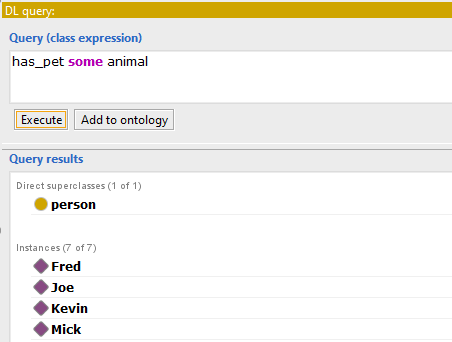 DL query:
Query (class expression)
has_pet some animal
Execute Add to ontology
Query results
Direct superclasses (1 of 1)
person
Instances (7 of 7)
Fred
Joe
Kevin
Mick